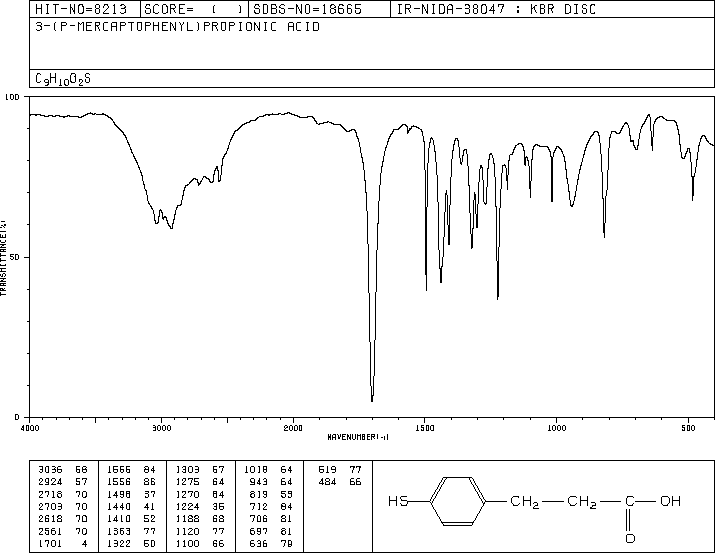 HIT-NO=8213 SCORE= ( ) SDBS-NO=18665 IR-NIDA-38047 : KBR DISC
3-(P-MERCAPTOPHENYL)PROPIONIC ACID
C9H10O2S
100
50
0
TRANSMITTANCE(%)
4000 3000 2000 1500 1000 500
WAVENUMBER(-1)
3036 58 1566 84 1303 57 1018 64 519 77
2924 57 1556 86 1275 64 943 64 484 66
2718 70 1498 37 1270 64 819 55
2703 70 1440 41 1224 35 712 84
2618 70 1410 52 1188 68 706 81
2561 70 1363 77 1120 77 697 81
1701 4 1322 50 1100 66 636 79
HS CH2 CH2 C OH
O